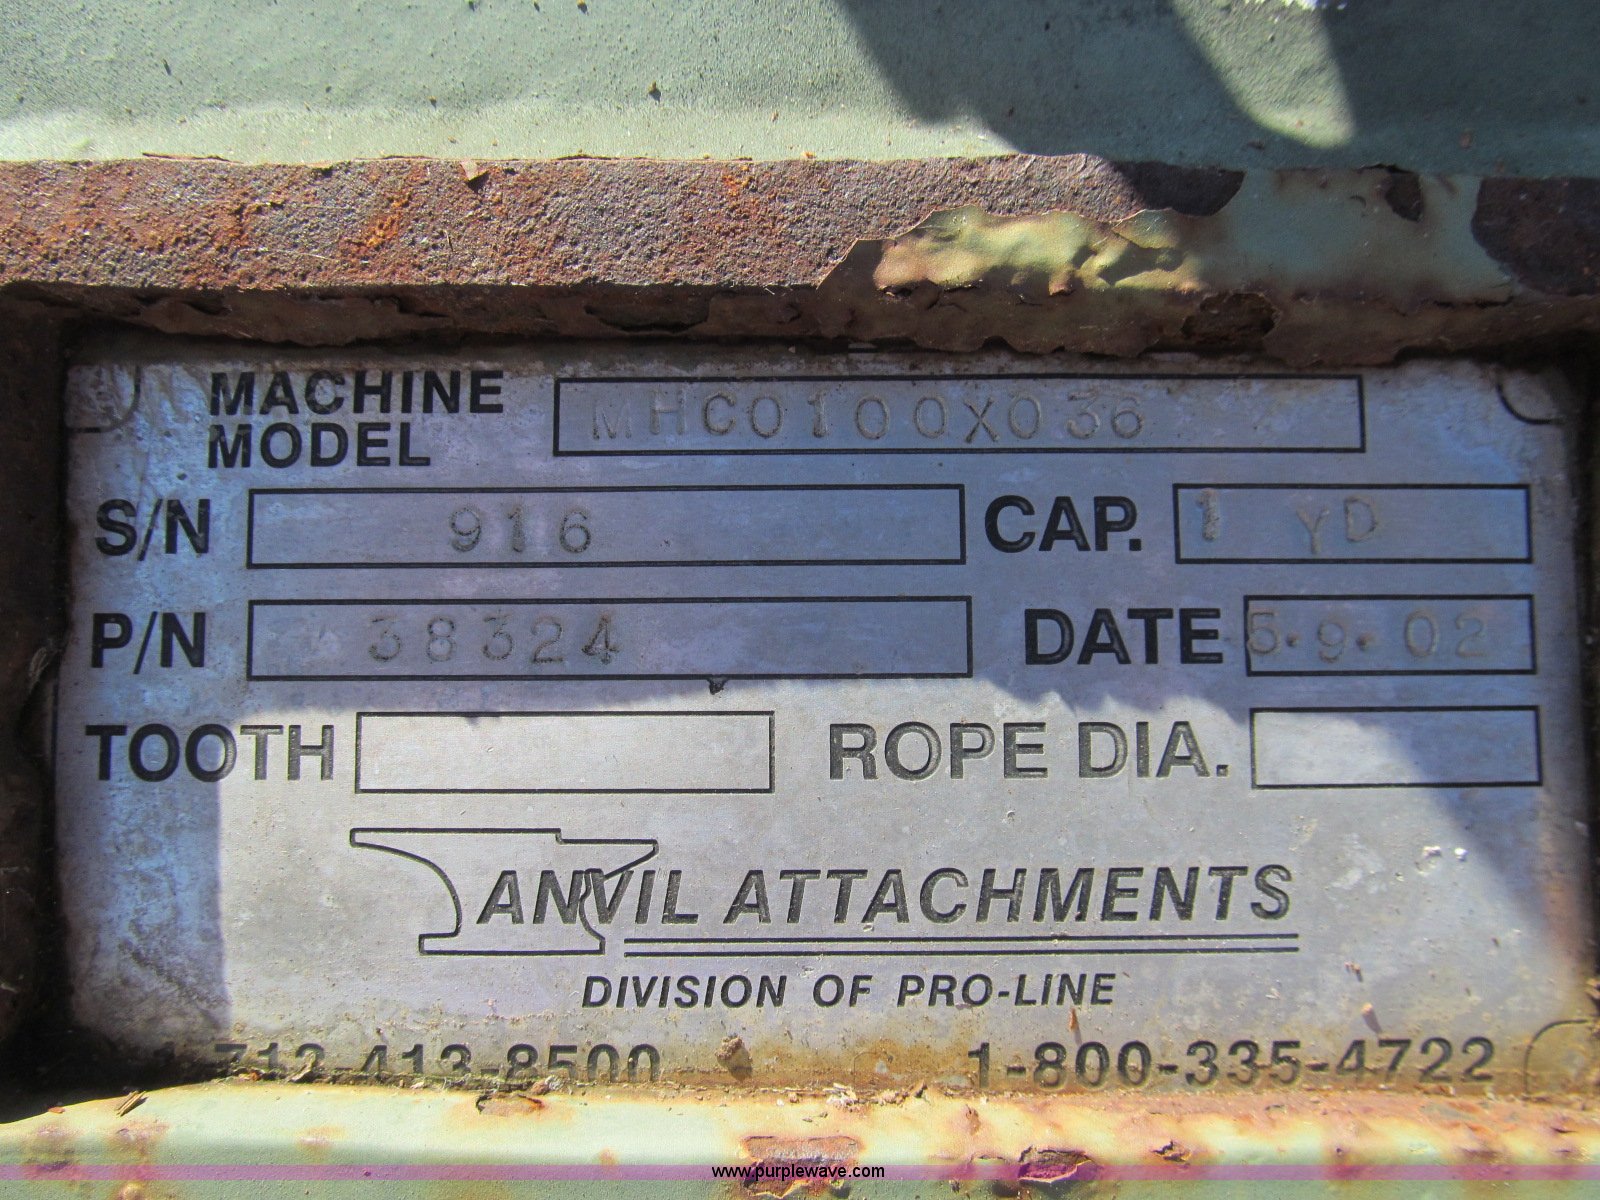 MACHINE MODEL MHC0100X036
S/N 916 CAP. 1 YD
P/N 38324 DATE 5.9.02
TOOTH ROPE DIA.
ANVIL ATTACHMENTS
DIVISION OF PRO-LINE
1-712-413-8500 1-800-335-4722
www.purplewave.com